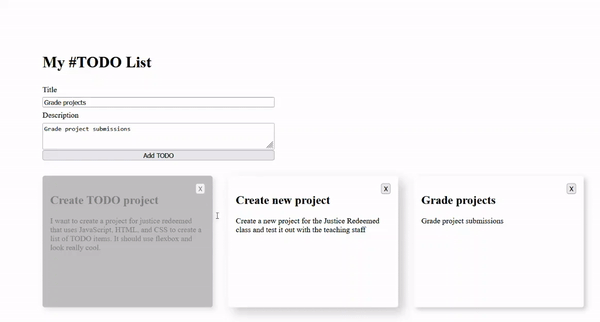 My #TODO List
Title
Grade projects
Description
Grade project submissions
Add TODO
X
Create TODO project
I want to create a project for justice redeemed
that uses JavaScript, HTML, and CSS to create a
list of TODO items. It should use flexbox and
look really cool.
X
Create new project
Create a new project for the Justice Redeemed
class and test it out with the teaching staff
X
Grade projects
Grade project submissions